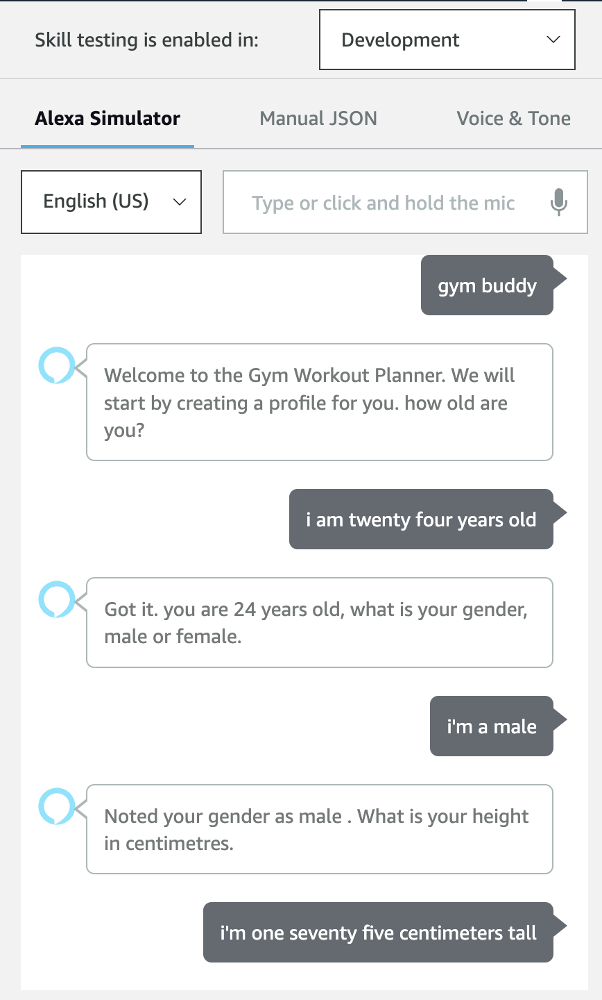 Skill testing is enabled in:
Development
Alexa Simulator
Manual JSON
Voice & Tone
English (US)
Type or click and hold the mic
gym buddy
Welcome to the Gym Workout Planner. We will
start by creating a profile for you. how old are
you?
i am twenty four years old
Got it. you are 24 years old, what is your gender,
male or female.
i'm a male
Noted your gender as male . What is your height
in centimetres.
i'm one seventy five centimeters tall